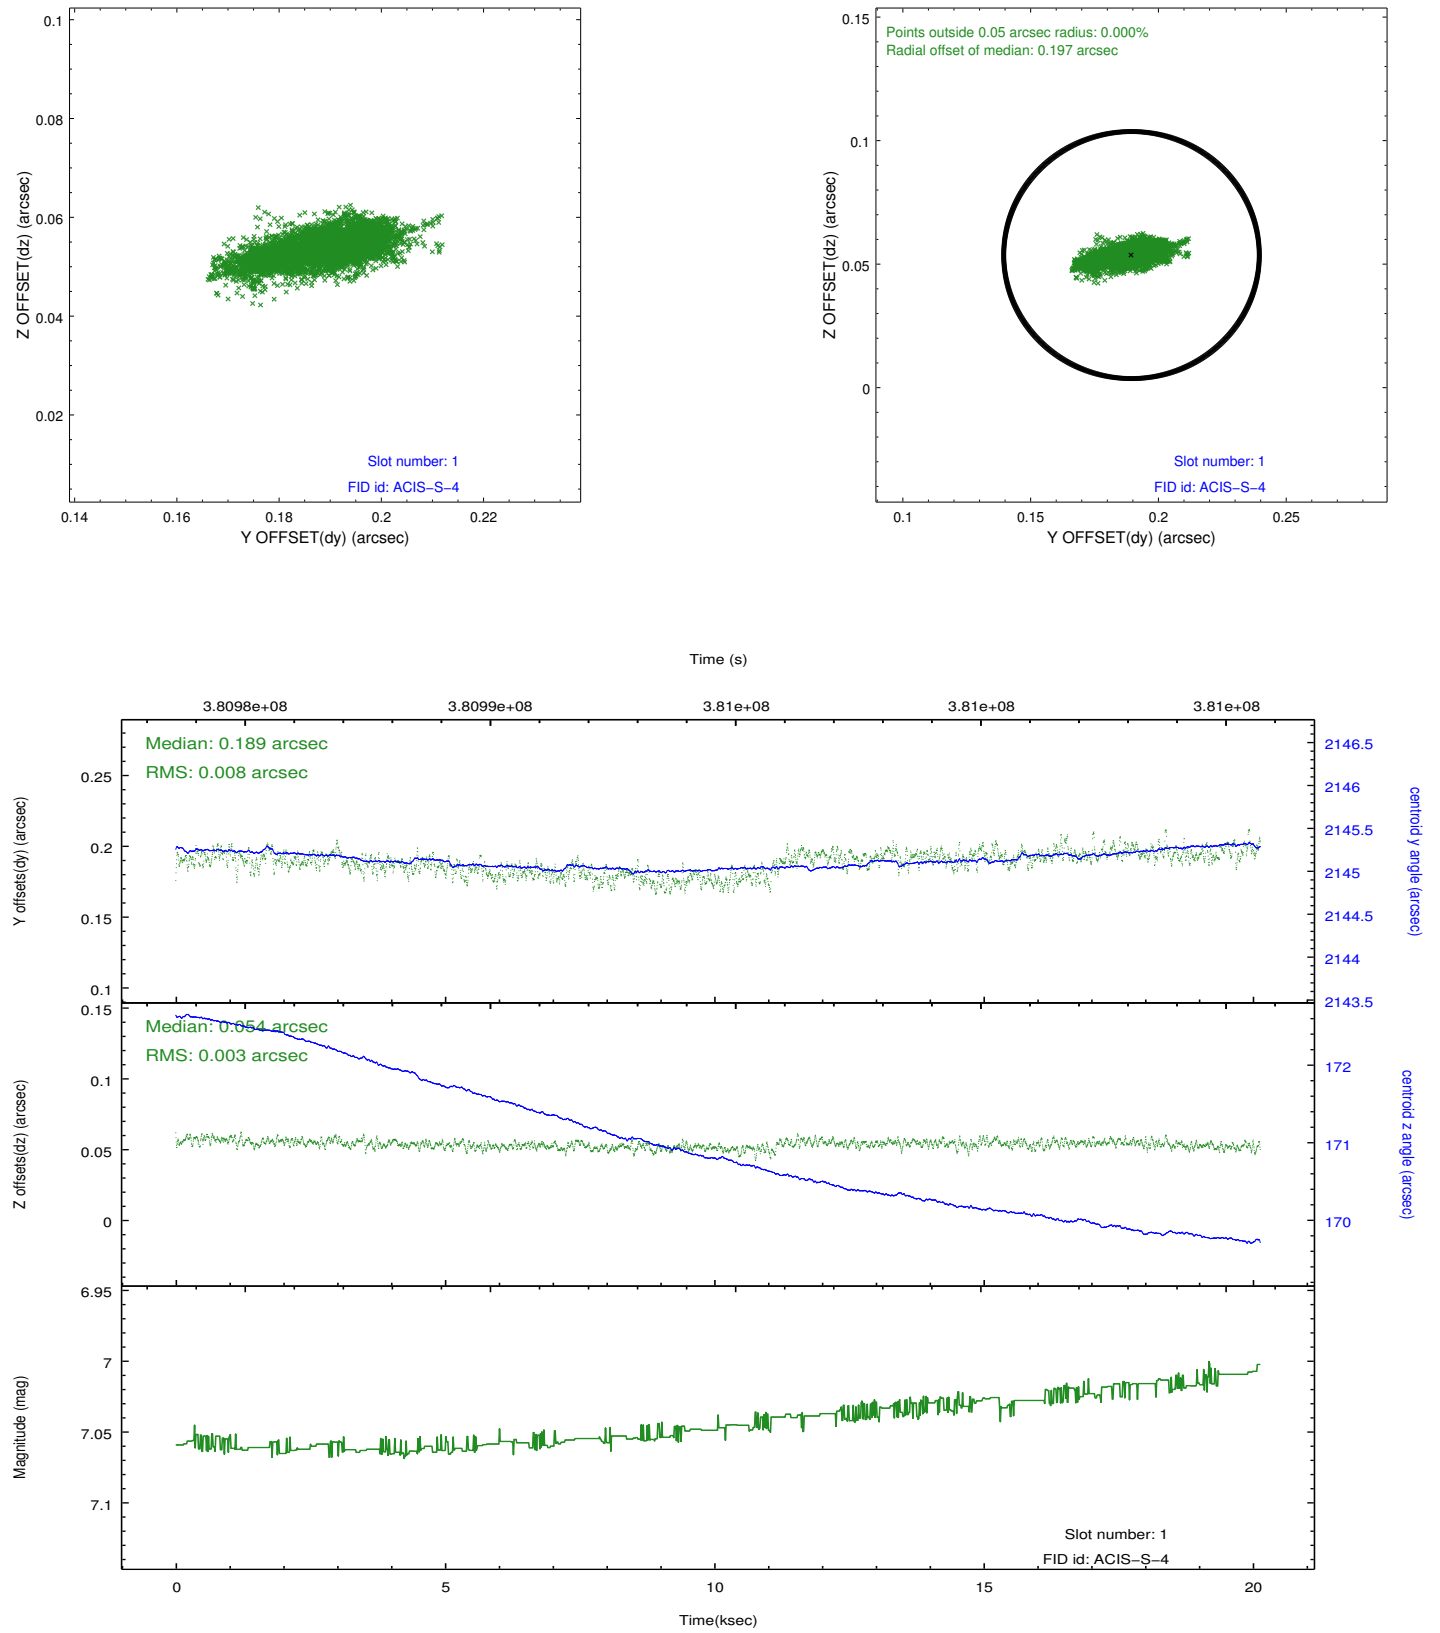 0.1
0.08
0.06
0.04
0.02
Z OFFSET(dz) (arcsec)
Slot number: 1
FID id: ACIS−S−4
0.14 0.16 0.18 0.2 0.22
Y OFFSET(dy) (arcsec)
0.15
0.1
0.05
0
Z OFFSET(dz) (arcsec)
Points outside 0.05 arcsec radius: 0.000%
Radial offset of median: 0.197 arcsec
Slot number: 1
FID id: ACIS−S−4
0.1 0.15 0.2 0.25
Y OFFSET(dy) (arcsec)
Time (s)
3.8098e+08 3.8099e+08 3.81e+08 3.81e+08 3.81e+08
Median: 0.189 arcsec
RMS: 0.008 arcsec
0.25
0.2
0.15
0.1
Y offsets(dy) (arcsec)
2146.5
2146
2145.5
2145
2144.5
2144
2143.5
centroid y angle (arcsec)
Median: 0.054 arcsec
RMS: 0.003 arcsec
0.15
0.1
0.05
0
Z offsets(dz) (arcsec)
172
171
170
centroid z angle (arcsec)
6.95
7
7.05
7.1
Magnitude (mag)
Slot number: 1
FID id: ACIS−S−4
0 5 10 15 20
Time(ksec)